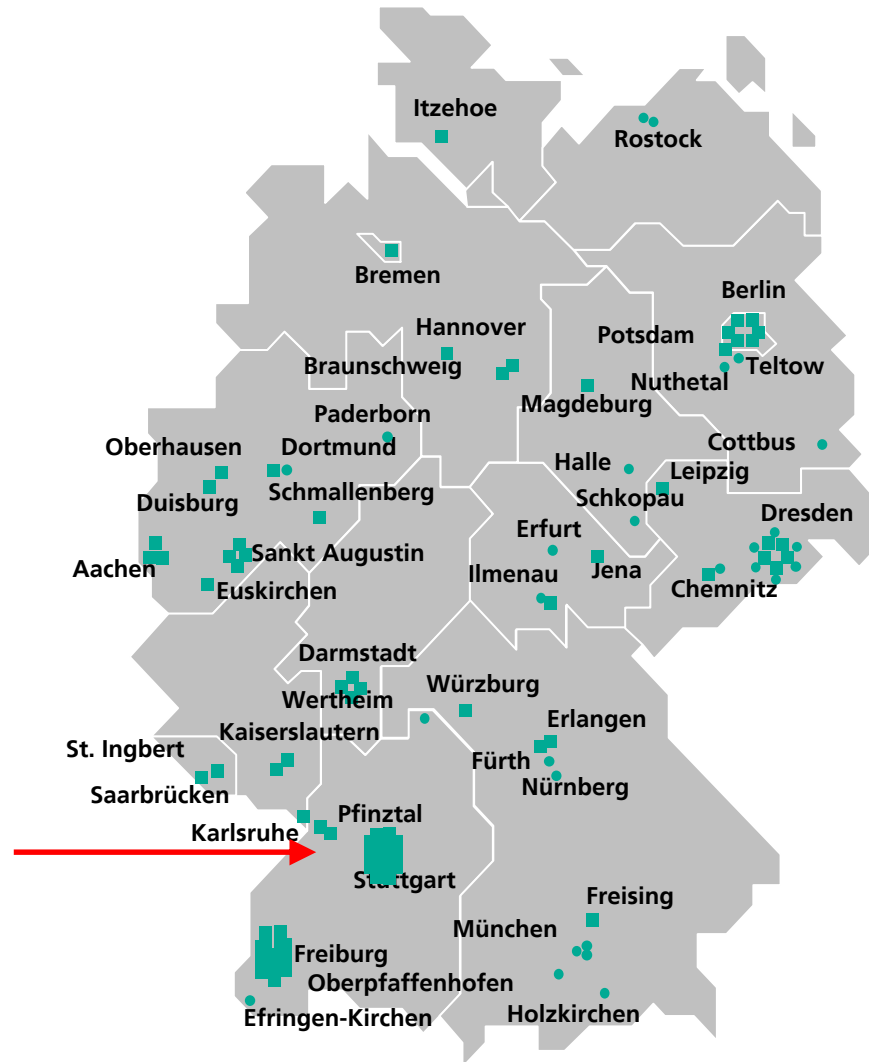 Itzehoe
Rostock
Bremen
Berlin
Hannover
Potsdam
Braunschweig
Teltow
Nuthetal
Magdeburg
Paderborn
Oberhausen
Dortmund
Cottbus
Halle
Leipzig
Duisburg
Schmallenberg
Schkopau
Dresden
Erfurt
Aachen
Sankt Augustin
Ilmenau
Jena
Chemnitz
Euskirchen
Darmstadt
Wertheim
Würzburg
Kaiserslautern
Erlangen
St. Ingbert
Fürth
Nürnberg
Saarbrücken
Pfinztal
Karlsruhe
Stuttgart
Freising
München
Freiburg
Oberpfaffenhofen
Holzkirchen
Efringen-Kirchen